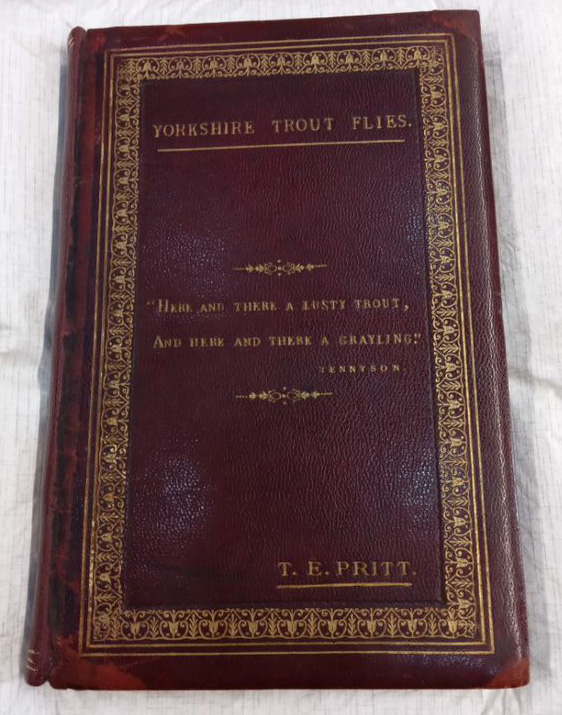 YORKSHIRE TROUT FLIES.
"HERE AND THERE A LUSTY TROUT,
AND HERE AND THERE A GRAYLING."
TENNYSON.
T. E. PRITT.